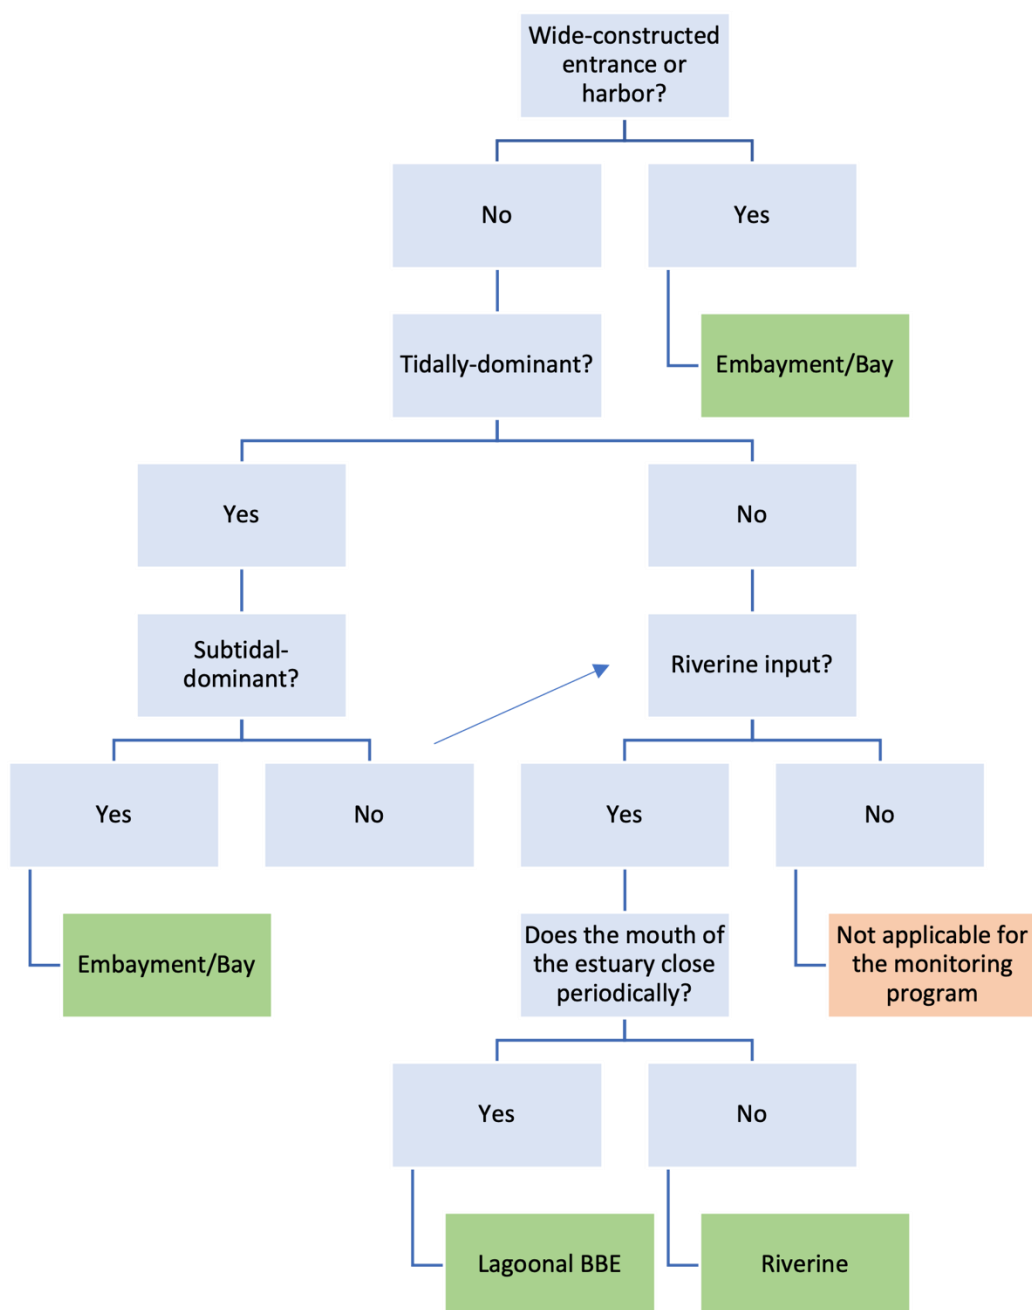 Wide-constructed
entrance or
harbor?
No
Yes
Tidally-dominant?
Embayment/Bay
Yes
No
Subtidal-
dominant?
Riverine input?
Yes
No
Yes
No
Embayment/Bay
Does the mouth of
the estuary close
periodically?
Not applicable for
the monitoring
program
Yes
No
Lagoonal BBE
Riverine